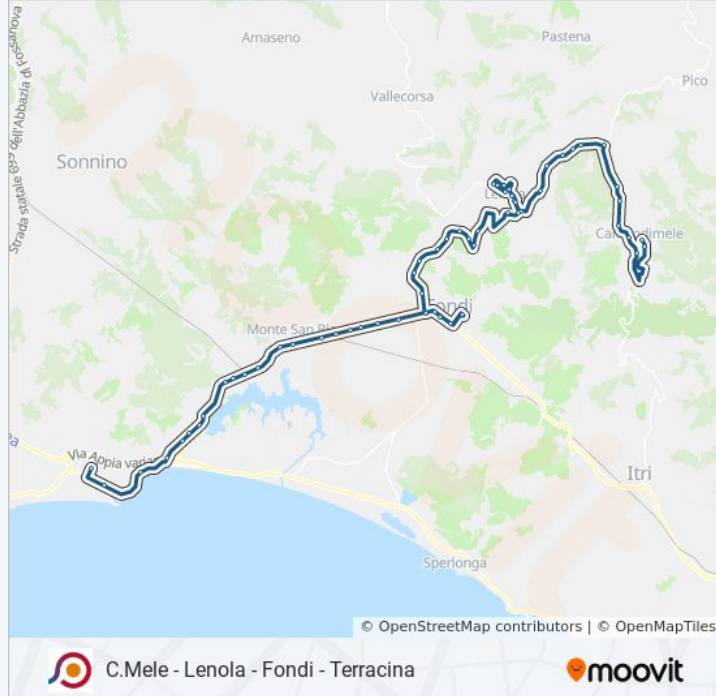 Amaseno
Pastena
Strada statale 699 dell'Abbazia di Fossanova
Pico
Vallecorsa
Sonnino
Fondi
Monte San Bi
Via Appia varia
Itri
Sperlonga
© OpenStreetMap contributors | © OpenMapTiles
C.Mele - Lenola - Fondi - Terracina
moovit